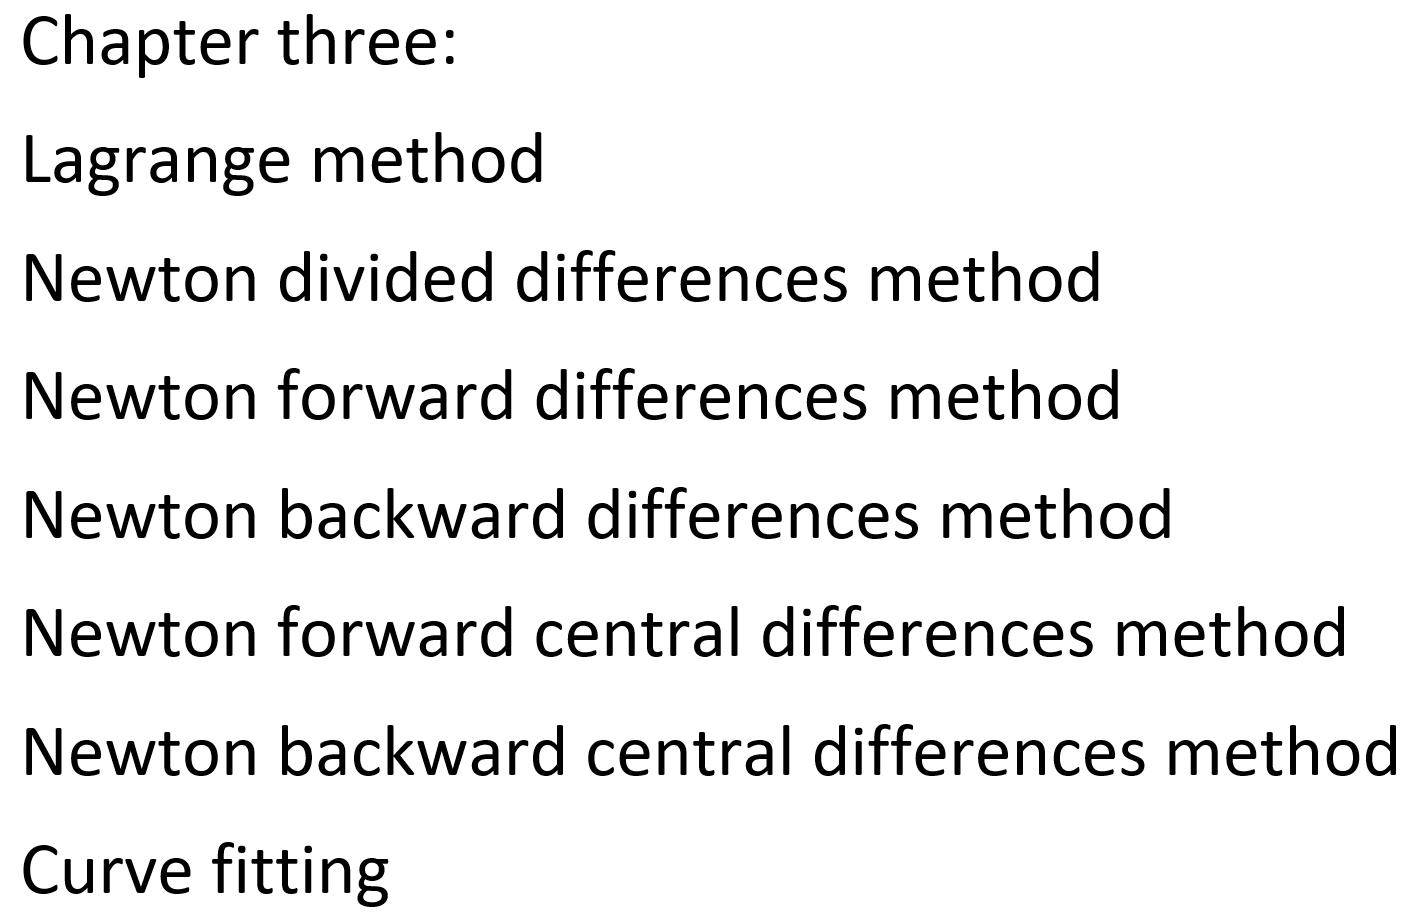 Chapter three:
Lagrange method
Newton divided differences method
Newton forward differences method
Newton backward differences method
Newton forward central differences method
Newton backward central differences method
Curve fitting